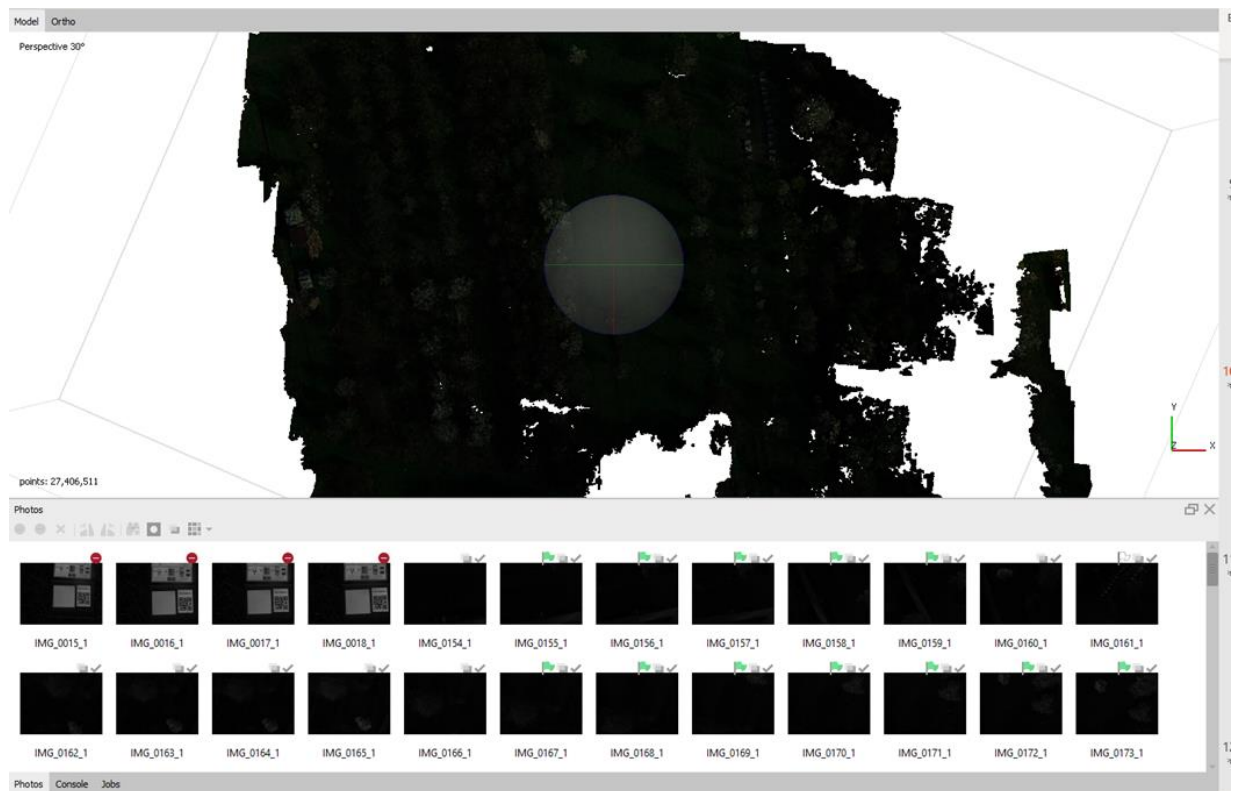 Model Ortho
Perspective 30°
Y
Z X
points: 27,406,511
Photos
IMG_0015_1 IMG_0016_1 IMG_0017_1 IMG_0018_1 IMG_0154_1 IMG_0155_1 IMG_0156_1 IMG_0157_1 IMG_0158_1 IMG_0159_1 IMG_0160_1 IMG_0161_1
IMG_0162_1 IMG_0163_1 IMG_0164_1 IMG_0165_1 IMG_0166_1 IMG_0167_1 IMG_0168_1 IMG_0169_1 IMG_0170_1 IMG_0171_1 IMG_0172_1 IMG_0173_1
Photos Console Jobs